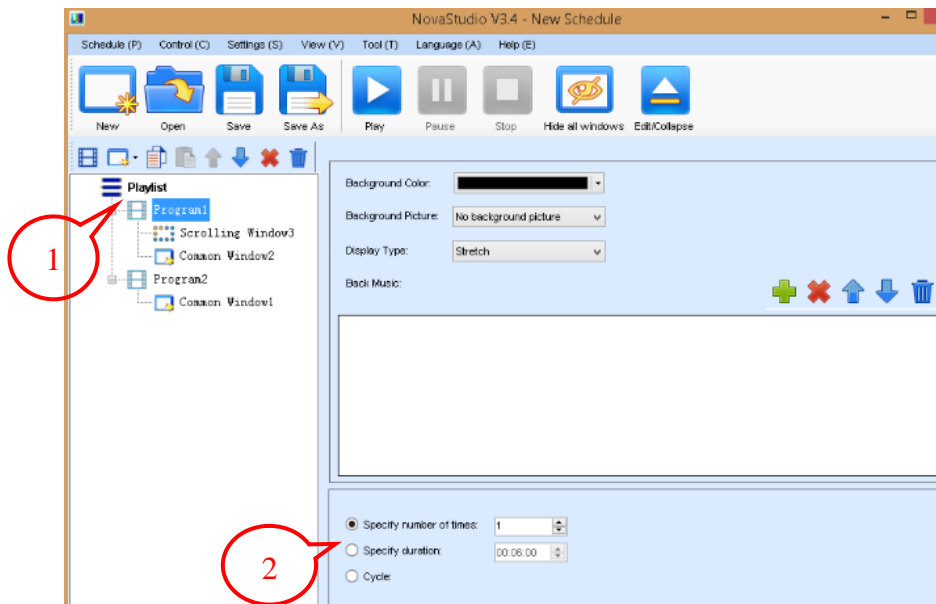 NovaStudio V3.4 - New Schedule
Schedule (P) Control (C) Settings (S) View (V) Tool (T) Language (A) Help (E)
New Open Save Save As Play Pause Stop Hide all windows Edit/Collapse
Playlist
Program1
Scrolling Window3
Common Window2
Program2
Common Window1
1
Background Color:
Background Picture: No background picture
Display Type: Stretch
Back Music:
Specify number of times: 1
Specify duration: 00:06:00
Cycle:
2